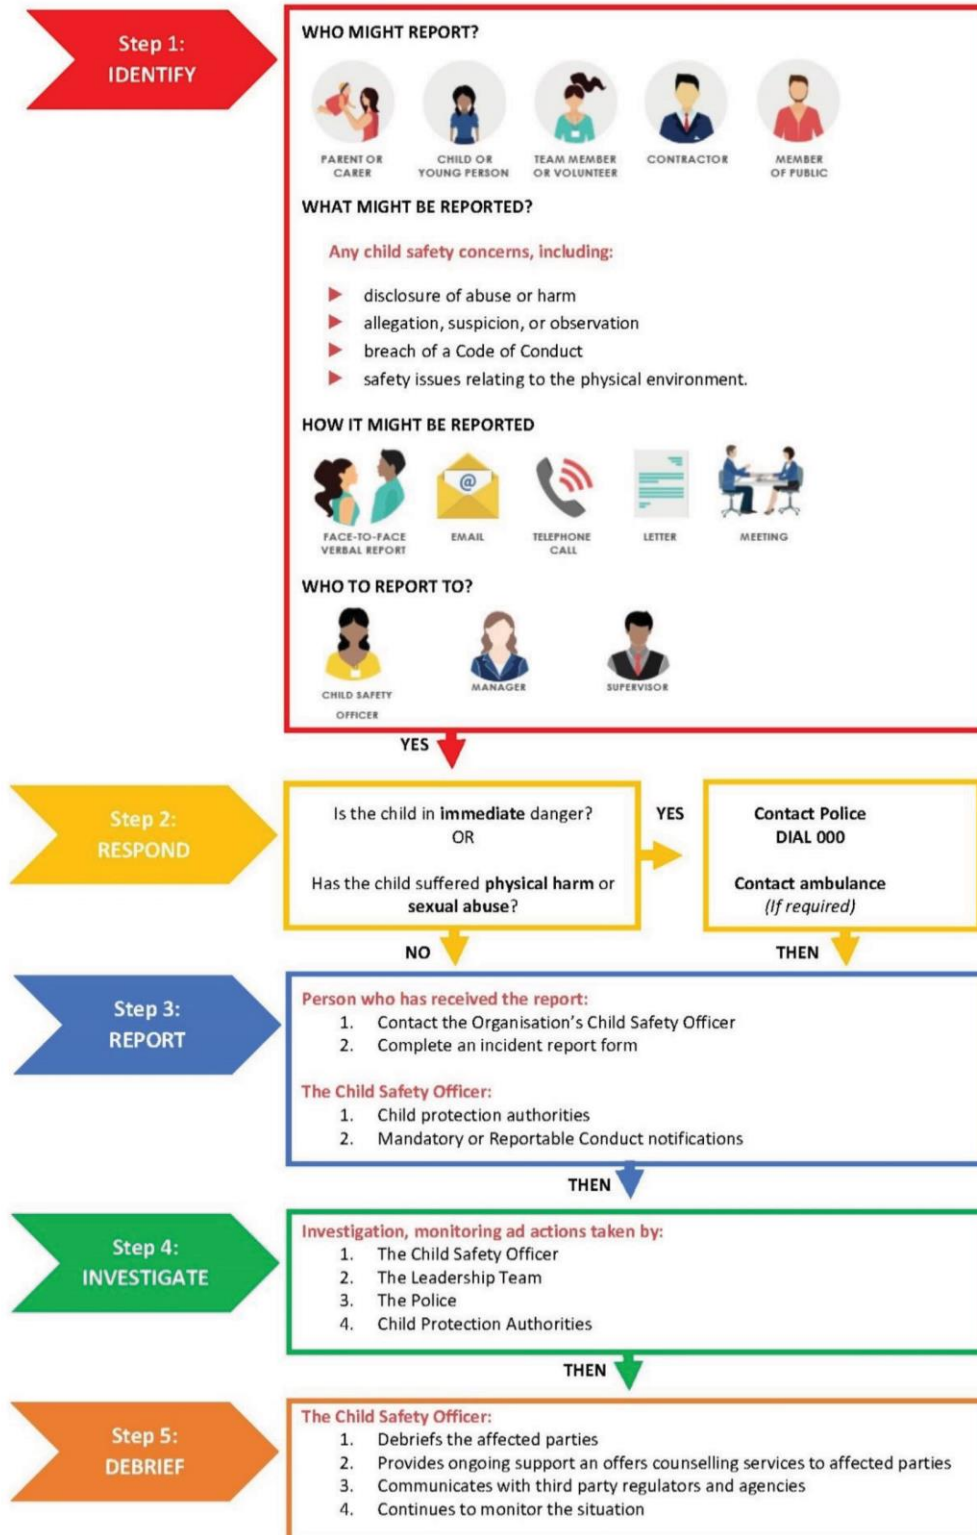 Step 1:
IDENTIFY
WHO MIGHT REPORT?
PARENT OR
CARER
CHILD OR
YOUNG PERSON
TEAM MEMBER
OR VOLUNTEER
CONTRACTOR
MEMBER
OF PUBLIC
WHAT MIGHT BE REPORTED?
Any child safety concerns, including:
disclosure of abuse or harm
allegation, suspicion, or observation
breach of a Code of Conduct
safety issues relating to the physical environment.
HOW IT MIGHT BE REPORTED
@
FACE-TO-FACE
VERBAL REPORT
EMAIL
TELEPHONE
CALL
LETTER
MEETING
WHO TO REPORT TO?
CHILD SAFETY
OFFICER
MANAGER
SUPERVISOR
YES
Step 2:
RESPOND
Is the child in immediate danger?
OR
Has the child suffered physical harm or
sexual abuse?
YES
Contact Police
DIAL 000
Contact ambulance
(If required)
NO
THEN
Step 3:
REPORT
Person who has received the report:
1. Contact the Organisation's Child Safety Officer
2. Complete an incident report form
The Child Safety Officer:
1. Child protection authorities
2. Mandatory or Reportable Conduct notifications
THEN
Step 4:
INVESTIGATE
Investigation, monitoring ad actions taken by:
1. The Child Safety Officer
2. The Leadership Team
3. The Police
4. Child Protection Authorities
THEN
Step 5:
DEBRIEF
The Child Safety Officer:
1. Debriefs the affected parties
2. Provides ongoing support an offers counselling services to affected parties
3. Communicates with third party regulators and agencies
4. Continues to monitor the situation